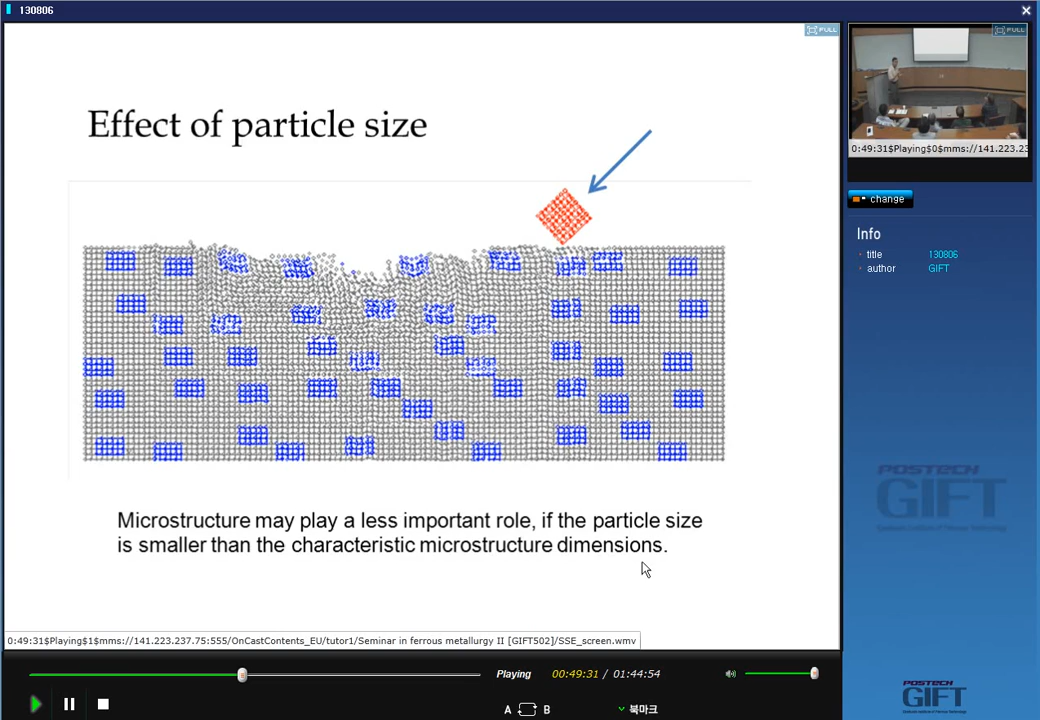 130806
FULL
Effect of particle size
Microstructure may play a less important role, if the particle size
is smaller than the characteristic microstructure dimensions.
0:49:31$Playing$1$mms://141.223.237.75:555/OnCastContents_EU/tutor1/Seminar in ferrous metallurgy II [GIFT502]/SSE_screen.wmv
Playing 00:49:31 / 01:44:54
A B 북마크
FULL
0:49:31$Playing$0$mms://141.223.23
change
Info
title 130806
author GIFT
POSTECH
GIFT
POSTECH
GIFT